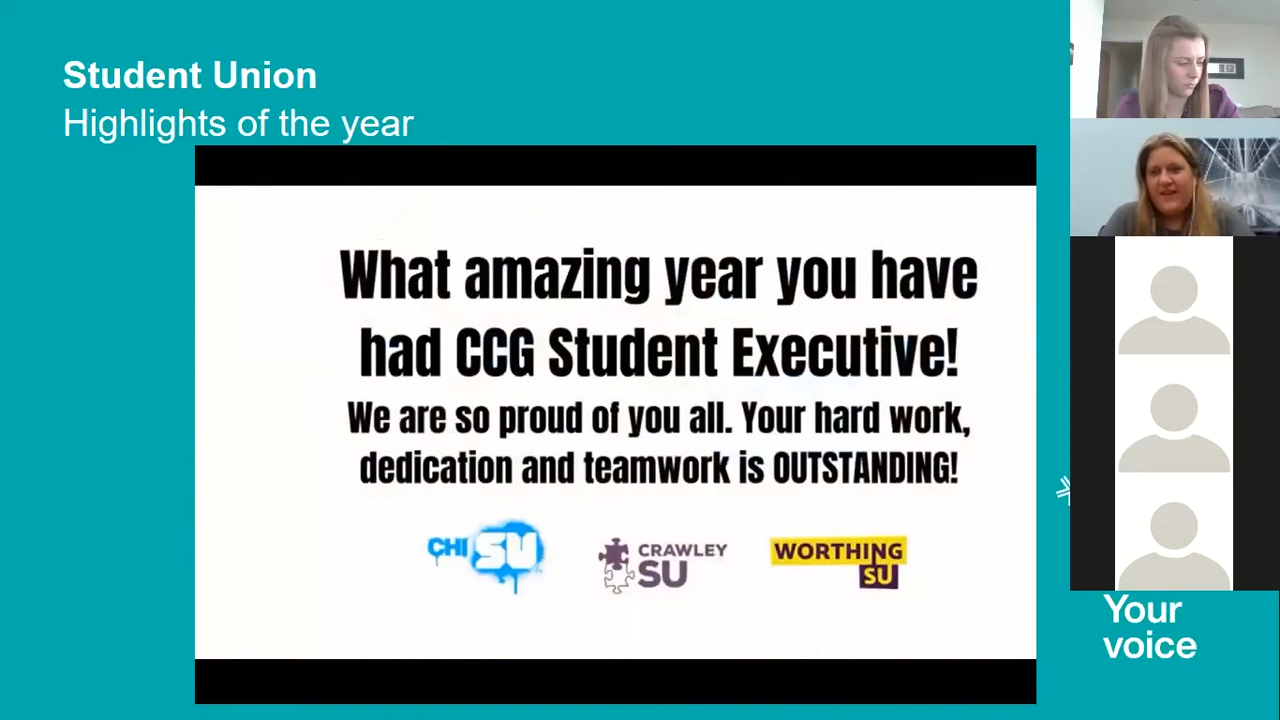 Student Union
Highlights of the year
What amazing year you have
had CCG Student Executive!
We are so proud of you all. Your hard work,
dedication and teamwork is OUTSTANDING!
CHI SU
CRAWLEY
SU
WORTHING
SU
Your
voice